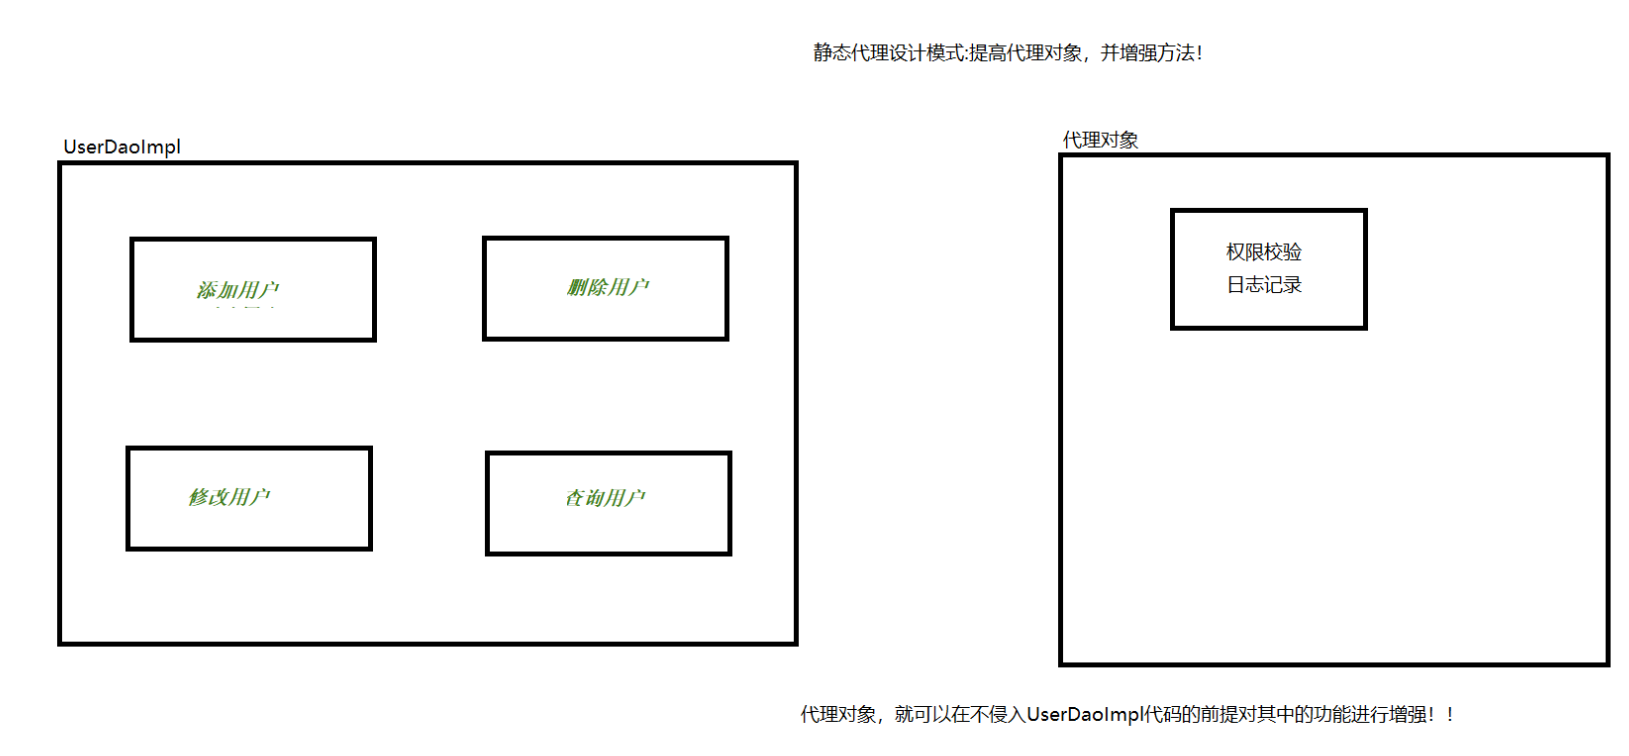 静态代理设计模式:提高代理对象，并增强方法！
UserDaoImpl
代理对象
添加用户
删除用户
权限校验
日志记录
修改用户
查询用户
代理对象，就可以在不侵入UserDaoImpl代码的前提对其中的功能进行增强！！